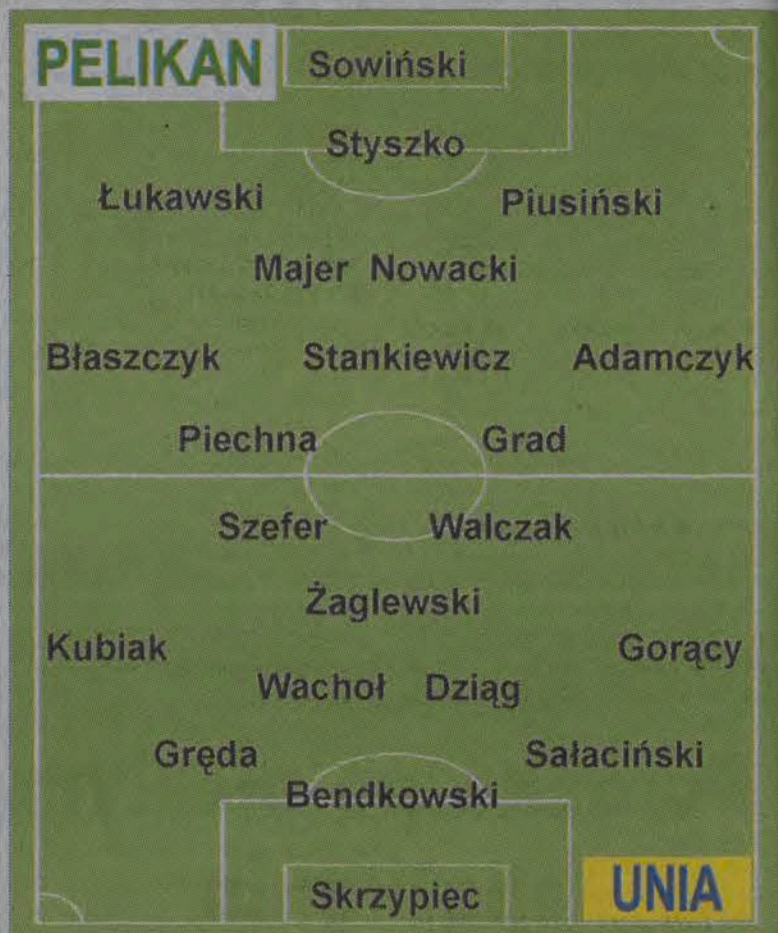 PELIKAN
Sowiński
Styszko
Łukawski Piusiński
Majer Nowacki
Błaszczyk Stankiewicz Adamczyk
Piechna Grad
Szefer Walczak
Żaglewski
Kubiak Gorący
Wachoł Dziąg
Gręda Sałaciński
Bendkowski
Skrzypiec
UNIA